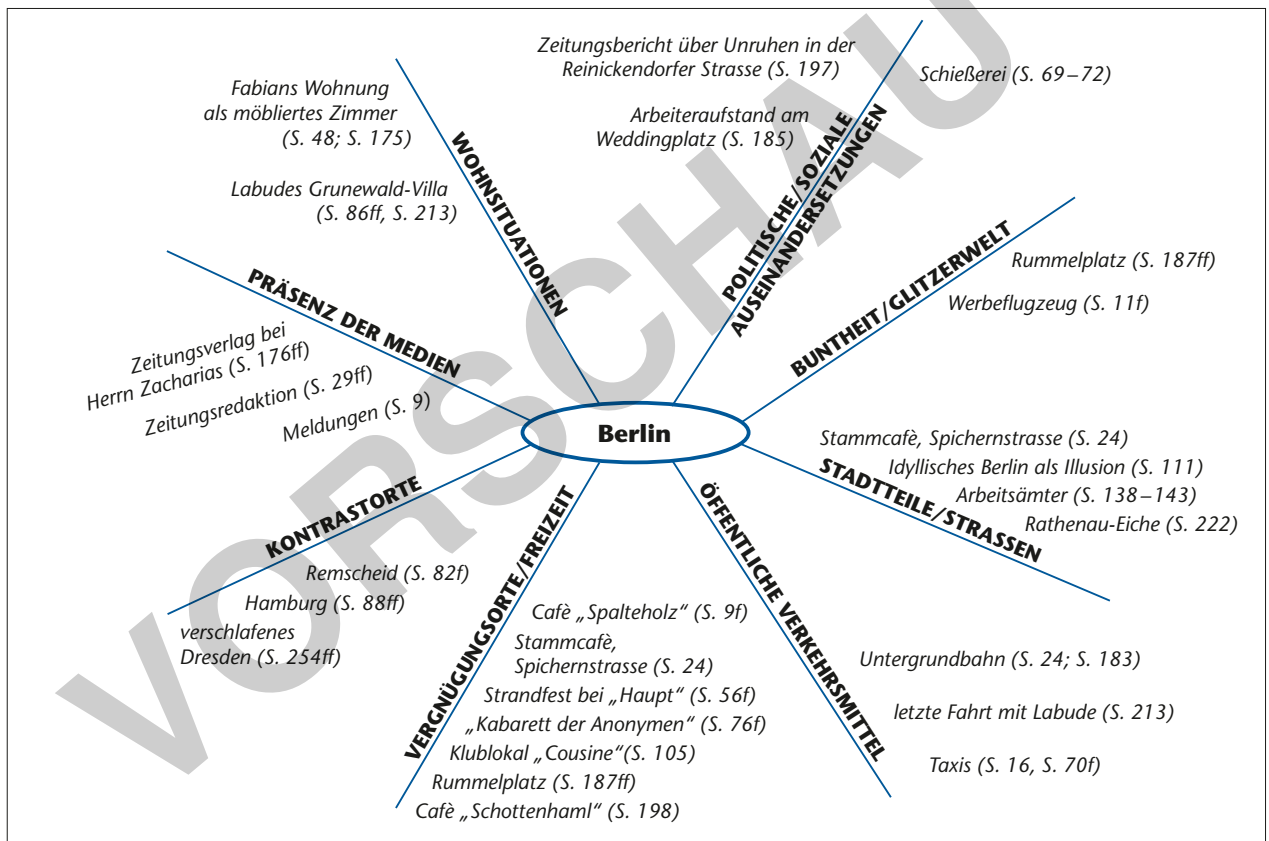 Zeitungsbericht über Unruhen in der
Reinickendorfer Strasse (S. 197)
Schießerei (S. 69–72)
Arbeiteraufstand am
Weddingplatz (S. 185)
POLITISCHE/SOZIALE
AUSEINANDERSETZUNGEN
Fabians Wohnung
als möbliertes Zimmer
(S. 48; S. 175)
Labudes Grunewald-Villa
(S. 86ff, S. 213)
WOHNSITUATIONEN
Rummelplatz (S. 187ff)
Werbeflugzeug (S. 11f)
BUNTHEIT/GLITZERWELT
PRÄSENZ DER MEDIEN
Zeitungsverlag bei
Herrn Zacharias (S. 176ff)
Zeitungsredaktion (S. 29ff)
Meldungen (S. 9)
Berlin
Stammcafè, Spichernstrasse (S. 24)
Idyllisches Berlin als Illusion (S. 111)
Arbeitsämter (S. 138–143)
Rathenau-Eiche (S. 222)
STADTTEILE/STRASSEN
KONTRASTORTE
Remscheid (S. 82f)
Hamburg (S. 88ff)
verschlafenes
Dresden (S. 254ff)
VERGNÜGUNGSORTE/FREIZEIT
Cafè „Spalteholz“ (S. 9f)
Stammcafè,
Spichernstrasse (S. 24)
Strandfest bei „Haupt“ (S. 56f)
„Kabarett der Anonymen“ (S. 76f)
Klublokal „Cousine“(S. 105)
Rummelplatz (S. 187ff)
Cafè „Schottenhaml“ (S. 198)
ÖFFENTLICHE VERKEHRSMITTEL
Untergrundbahn (S. 24; S. 183)
letzte Fahrt mit Labude (S. 213)
Taxis (S. 16, S. 70f)
VORSCHAU